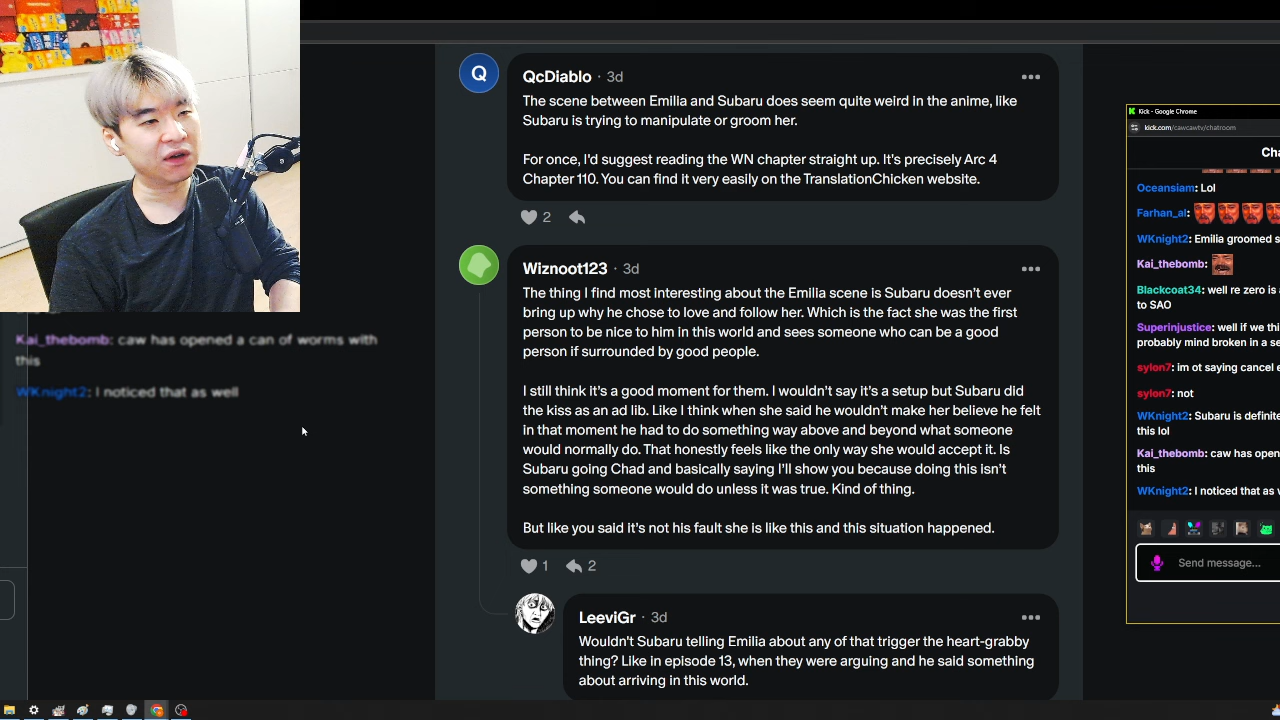 Q
QcDiablo · 3d
The scene between Emilia and Subaru does seem quite weird in the anime, like
Subaru is trying to manipulate or groom her.
For once, I'd suggest reading the WN chapter straight up. It's precisely Arc 4
Chapter 110. You can find it very easily on the TranslationChicken website.
2
Wiznoot123 · 3d
The thing I find most interesting about the Emilia scene is Subaru doesn't ever
bring up why he chose to love and follow her. Which is the fact she was the first
person to be nice to him in this world and sees someone who can be a good
person if surrounded by good people.
I still think it's a good moment for them. I wouldn't say it's a setup but Subaru did
the kiss as an ad lib. Like I think when she said he wouldn't make her believe he felt
in that moment he had to do something way above and beyond what someone
would normally do. That honestly feels like the only way she would accept it. Is
Subaru going Chad and basically saying I'll show you because doing this isn't
something someone would do unless it was true. Kind of thing.
But like you said it's not his fault she is like this and this situation happened.
1 2
LeeviGr · 3d
Wouldn't Subaru telling Emilia about any of that trigger the heart-grabby
thing? Like in episode 13, when they were arguing and he said something
about arriving in this world.
Kai_thebomb: caw has opened a can of worms with
this
WKnight2: I noticed that as well
Kick - Google Chrome
kick.com/cawcawtv/chatroom
Cha
Oceansiam: Lol
Farhan_al:
WKnight2: Emilia groomed s
Kai_thebomb:
Blackcoat34: well re zero is a
to SAO
Superinjustice: well if we thi
probably mind broken in a se
sylon7: im ot saying cancel e
sylon7: not
WKnight2: Subaru is definite
this lol
Kai_thebomb: caw has open
this
WKnight2: I noticed that as w
Send message...